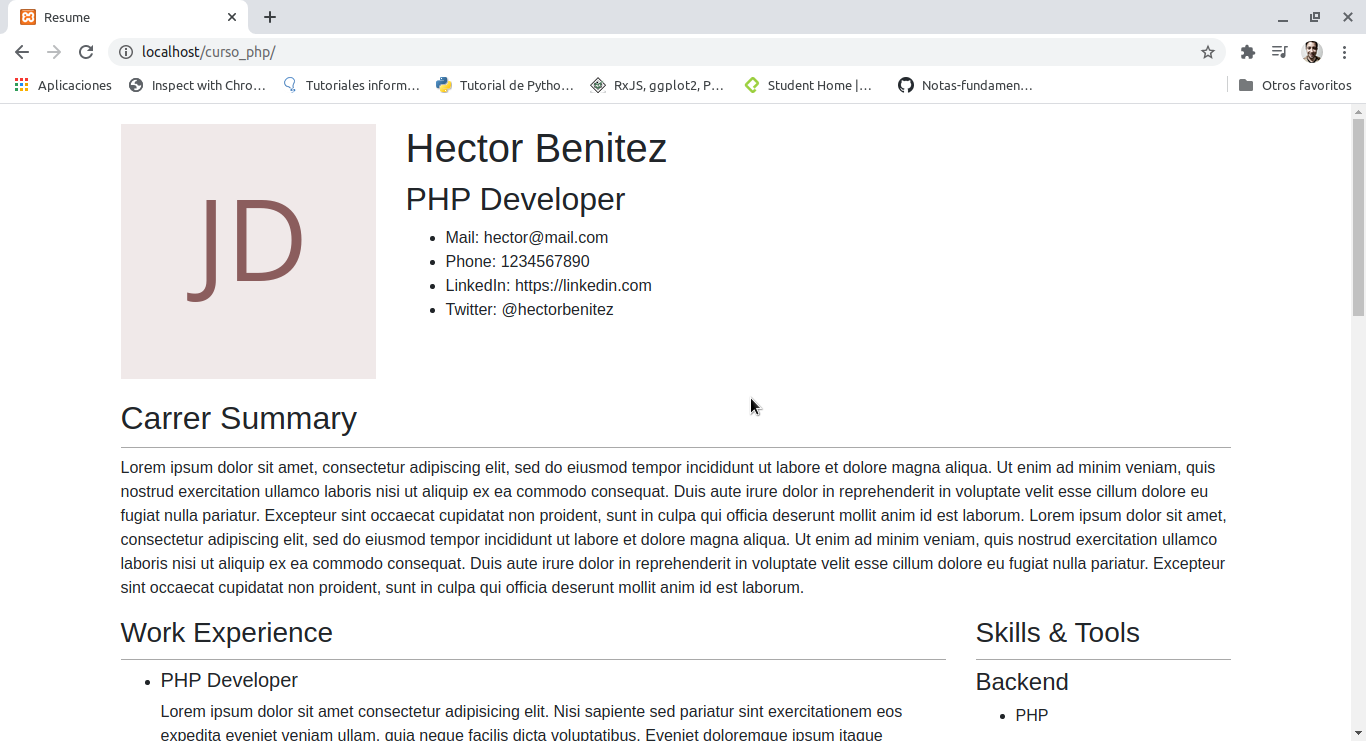 Resume
localhost/curso_php/
Aplicaciones Inspect with Chro… Tutoriales inform… Tutorial de Pytho… RxJS, ggplot2, P… Student Home |… Notas-fundamen… Otros favoritos
JD
Hector Benitez
PHP Developer
Mail: hector@mail.com
Phone: 1234567890
LinkedIn: https://linkedin.com
Twitter: @hectorbenitez
Carrer Summary
Lorem ipsum dolor sit amet, consectetur adipiscing elit, sed do eiusmod tempor incididunt ut labore et dolore magna aliqua. Ut enim ad minim veniam, quis
nostrud exercitation ullamco laboris nisi ut aliquip ex ea commodo consequat. Duis aute irure dolor in reprehenderit in voluptate velit esse cillum dolore eu
fugiat nulla pariatur. Excepteur sint occaecat cupidatat non proident, sunt in culpa qui officia deserunt mollit anim id est laborum. Lorem ipsum dolor sit amet,
consectetur adipiscing elit, sed do eiusmod tempor incididunt ut labore et dolore magna aliqua. Ut enim ad minim veniam, quis nostrud exercitation ullamco
laboris nisi ut aliquip ex ea commodo consequat. Duis aute irure dolor in reprehenderit in voluptate velit esse cillum dolore eu fugiat nulla pariatur. Excepteur
sint occaecat cupidatat non proident, sunt in culpa qui officia deserunt mollit anim id est laborum.
Work Experience
PHP Developer
Lorem ipsum dolor sit amet consectetur adipisicing elit. Nisi sapiente sed pariatur sint exercitationem eos
expedita eveniet veniam ullam, quia neque facilis dicta voluptatibus. Eveniet doloremque ipsum itaque
Skills & Tools
Backend
PHP